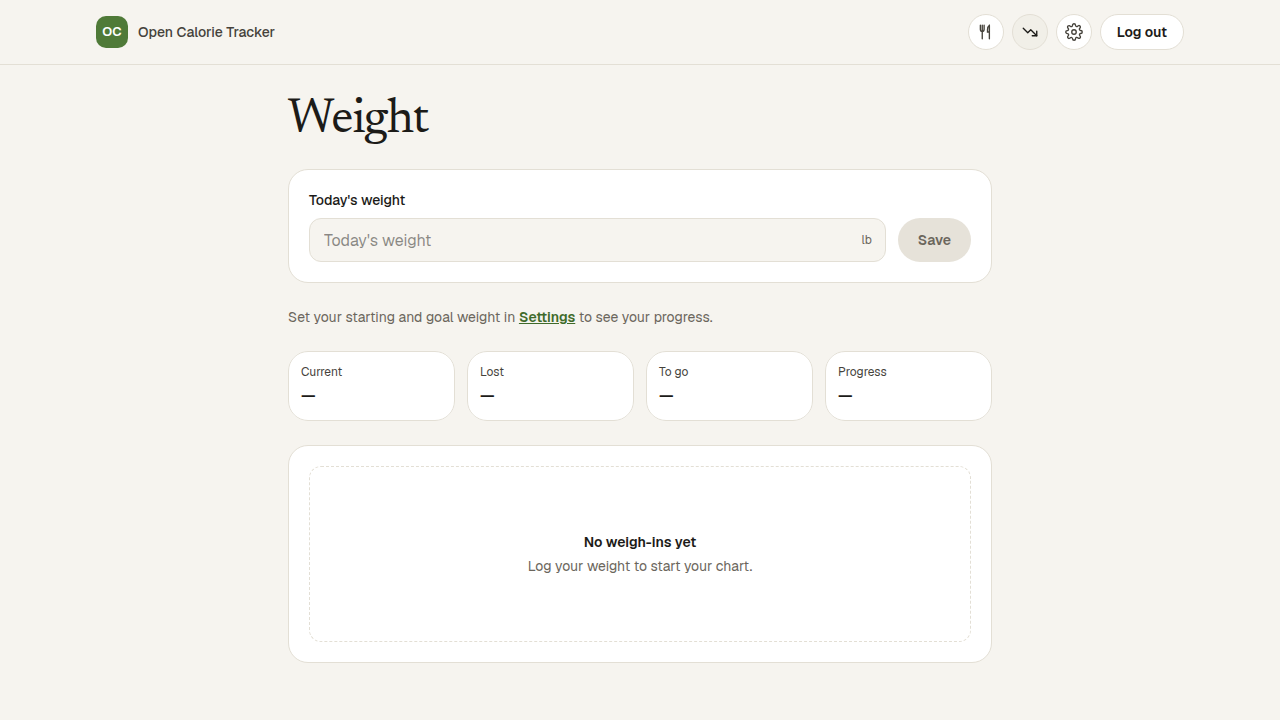 OC
Open Calorie Tracker
Log out
Weight
Today's weight
Today's weight
lb
Save
Set your starting and goal weight in Settings to see your progress.
Current
Lost
To go
Progress
—
—
—
—
No weigh-ins yet
Log your weight to start your chart.